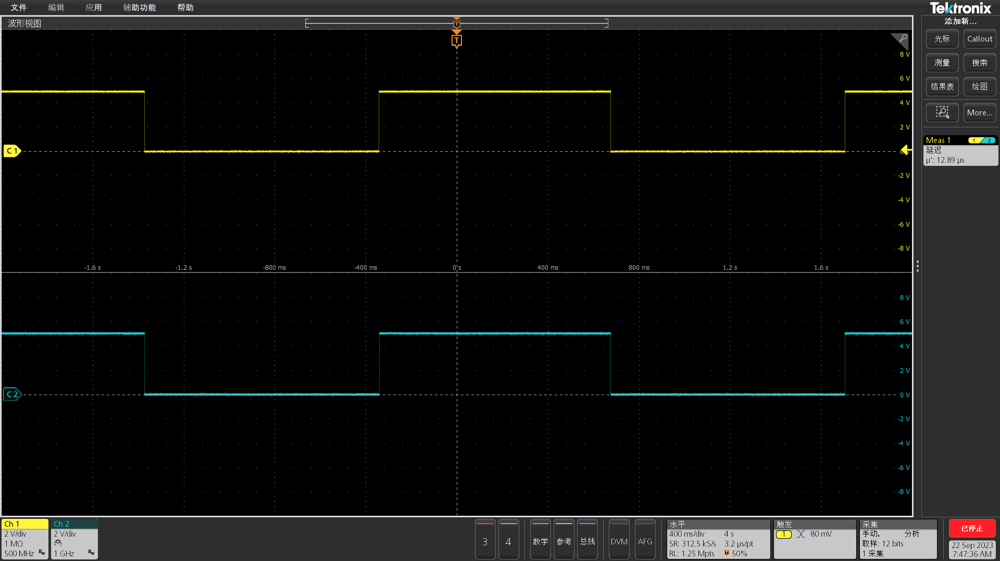 文件 编辑 应用 辅助功能 帮助
Tektronix
波形视图
添加新...
T
T
光标 Callout
测量 搜索
结果表 绘图
More...
Meas 1 1 2
延迟
µ': 12.89 µs
8 V
6 V
4 V
2 V
C 1
0 V
-2 V
-4 V
-6 V
-8 V
-1.6 s -1.2 s -800 ms -400 ms 0 s 400 ms 800 ms 1.2 s 1.6 s
8 V
6 V
4 V
2 V
C 2
0 V
-2 V
-4 V
-6 V
-8 V
Ch 1
2 V/div
1 MΩ
500 MHz Bw
Ch 2
2 V/div
1 GHz Bw
3
4
数学
参考
总线
DVM
AFG
水平
400 ms/div 4 s
SR: 312.5 kS/s 3.2 µs/pt
RL: 1.25 Mpts T 50%
触发
1 80 mV
采集
手动, 分析
取样: 12 bits
1 采集
已停止
22 Sep 2023
7:47:36 AM